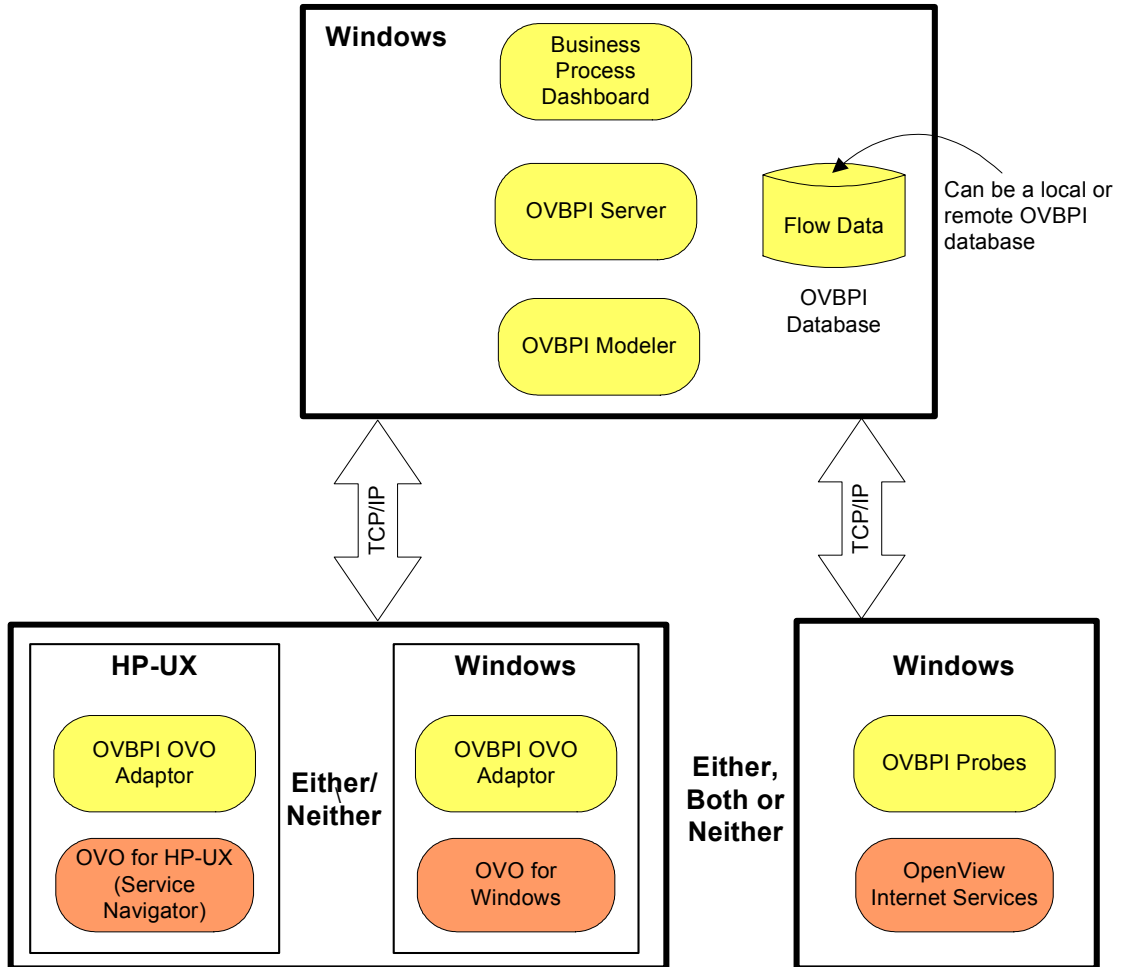 Windows
Business
Process
Dashboard
OVBPI Server
Flow Data
Can be a local or
remote OVBPI
database
OVBPI
Database
OVBPI Modeler
TCP/IP
TCP/IP
HP-UX
Windows
Windows
OVBPI OVO
Adaptor
Either/
Neither
OVBPI OVO
Adaptor
Either,
Both or
Neither
OVBPI Probes
OVO for HP-UX
(Service
Navigator)
OVO for
Windows
OpenView
Internet Services